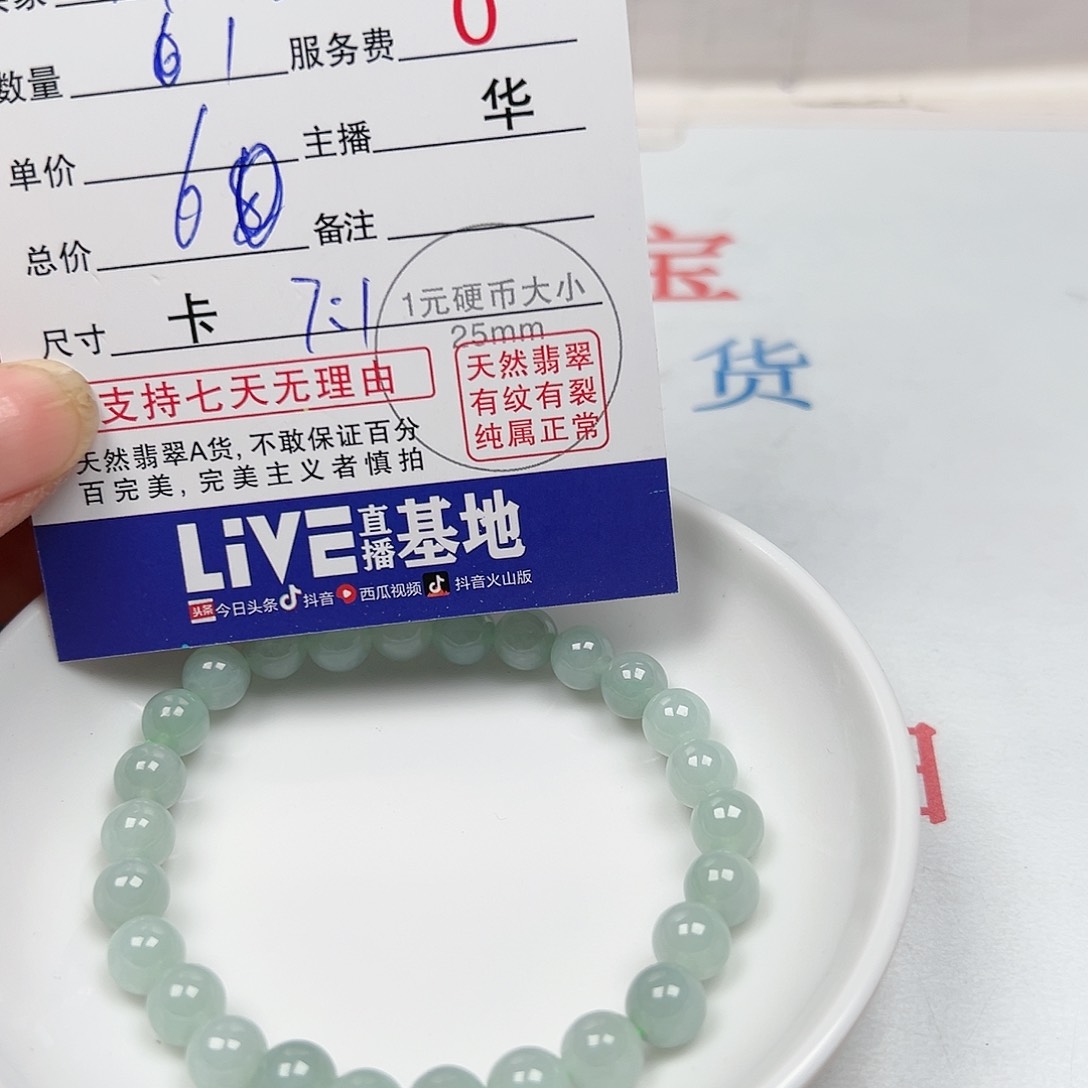 数量 61 服务费 0
单价 主播 华
总价 68 备注
尺寸 卡 7:1 1元硬币大小
25mm
支持七天无理由
天然翡翠
有纹有裂
纯属正常
天然翡翠A货,不敢保证百分
百完美,完美主义者慎拍
LiVE直播基地
头条 今日头条 抖音 西瓜视频 抖音火山版
宝
货